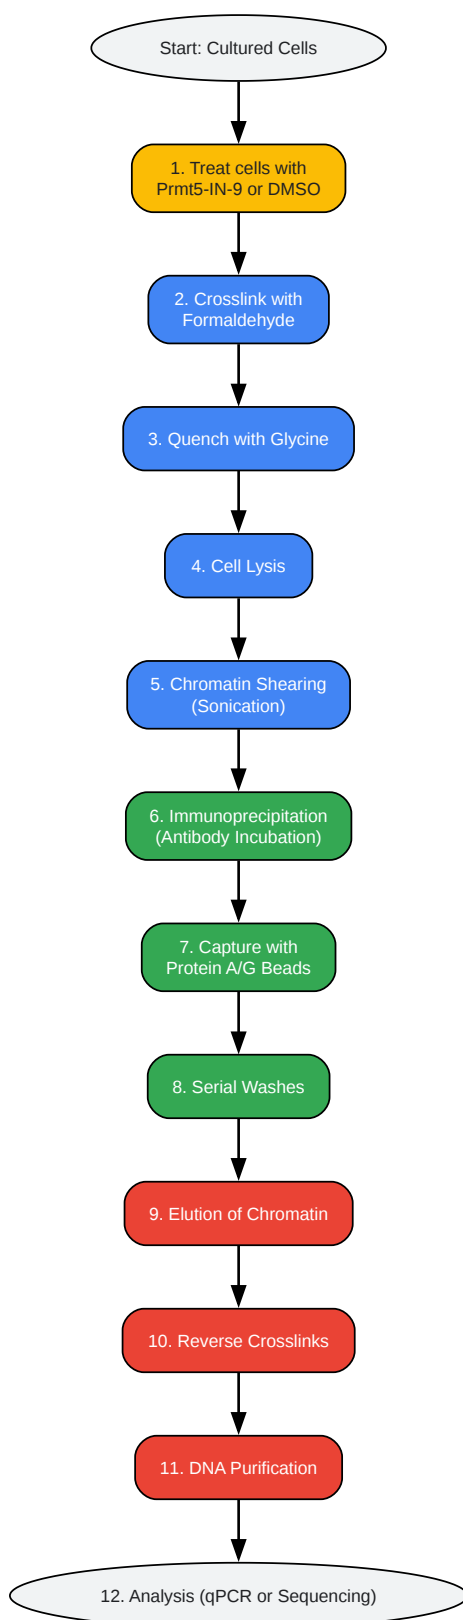 Start: Cultured Cells
1. Treat cells with
Prmt5-IN-9 or DMSO
2. Crosslink with
Formaldehyde
3. Quench with Glycine
4. Cell Lysis
5. Chromatin Shearing
(Sonication)
6. Immunoprecipitation
(Antibody Incubation)
7. Capture with
Protein A/G Beads
8. Serial Washes
9. Elution of Chromatin
10. Reverse Crosslinks
11. DNA Purification
12. Analysis (qPCR or Sequencing)